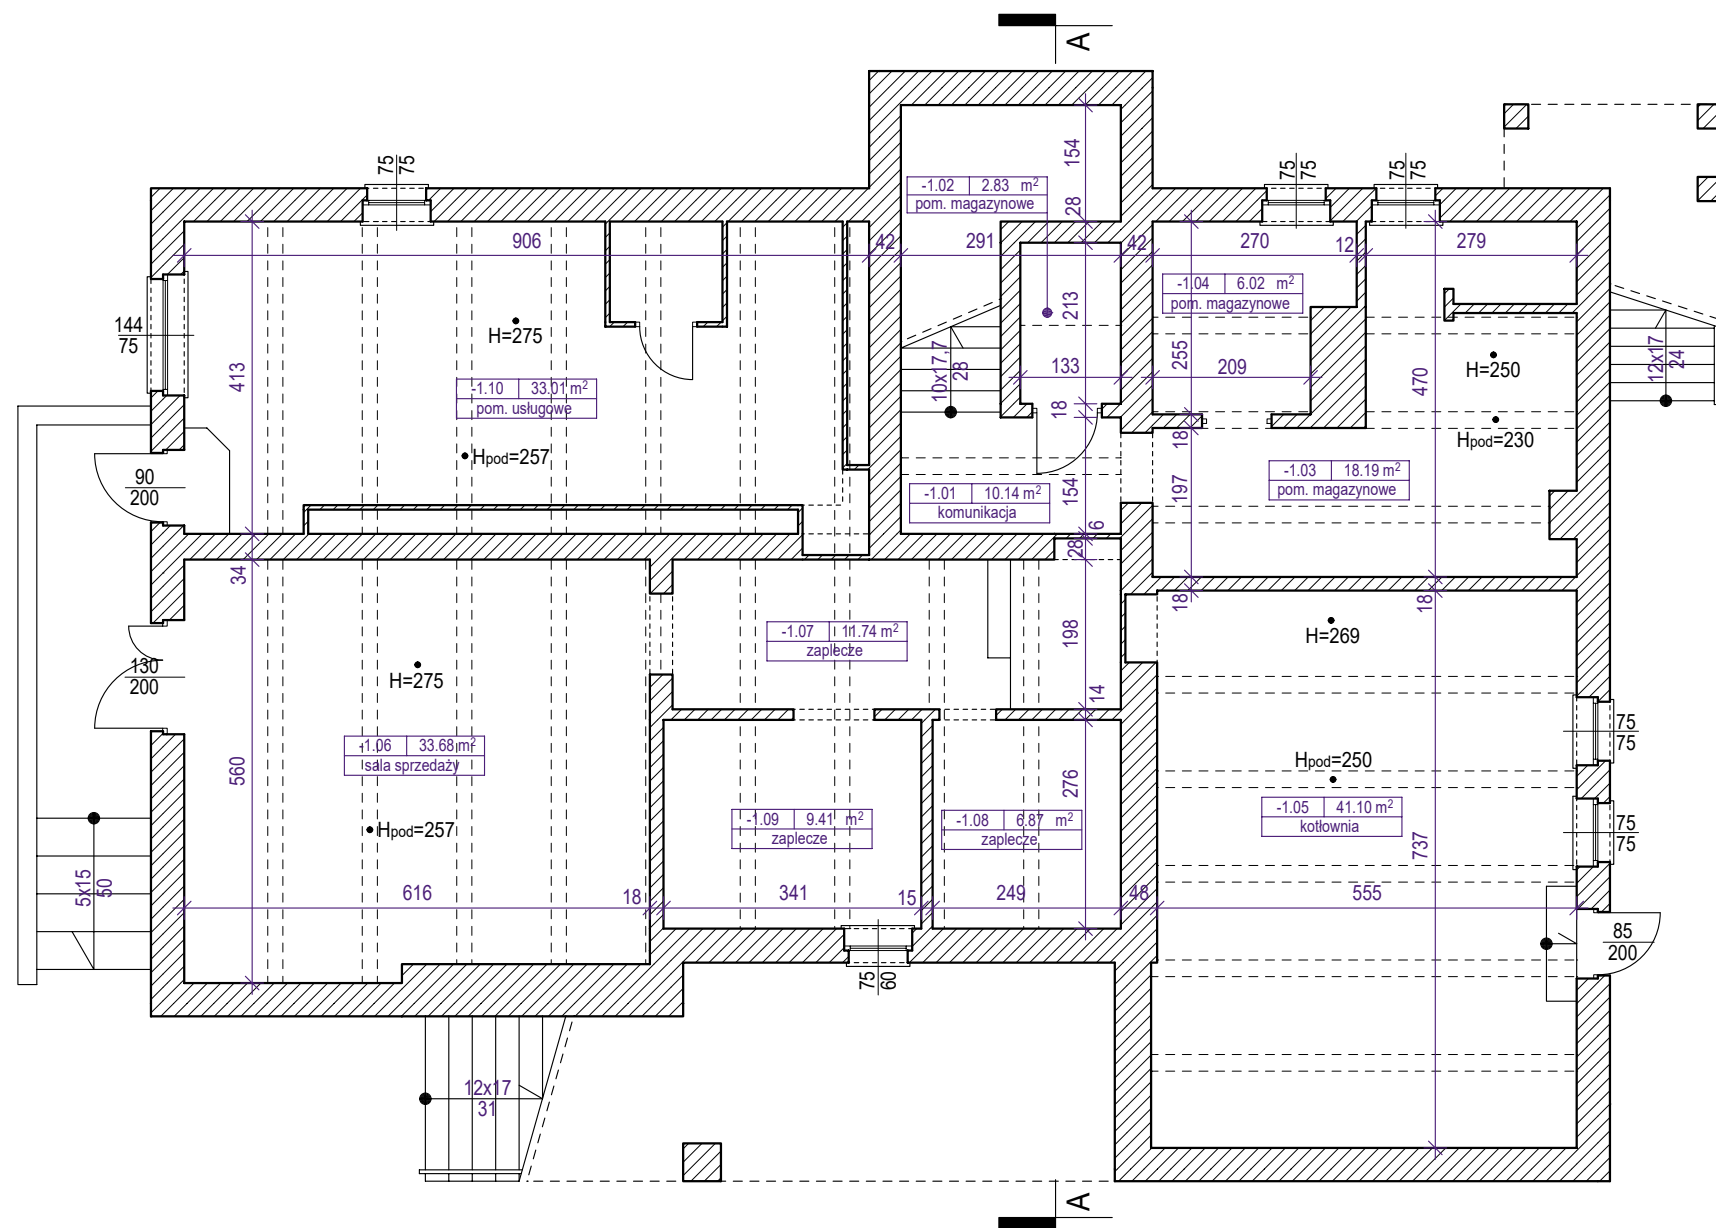 A
75
75
75
75
75
75
154
-1.02 2.83 m²
pom. magazynowe
28
906
42
291
42
270
12
279
-1.04 6.02 m²
pom. magazynowe
213
144
75
H=275
413
-1.10 33.01 m²
pom. usługowe
10x17,7
28
133
255
209
470
H=250
12x17
24
18
Hpod=230
18
Hpod=257
90
200
-1.03 18.19 m²
pom. magazynowe
-1.01 10.14 m²
komunikacja
154
197
6
28
34
18
18
-1.07 11.74 m²
zaplecze
198
H=269
130
200
H=275
14
75
75
-1.06 33.68 m²
sala sprzedaży
560
Hpod=250
276
-1.05 41.10 m²
kotłownia
-1.09 9.41 m²
zaplecze
-1.08 6.87 m²
zaplecze
Hpod=257
75
75
737
5x15
50
616
18
341
15
249
48
555
85
200
75
60
12x17
31
A